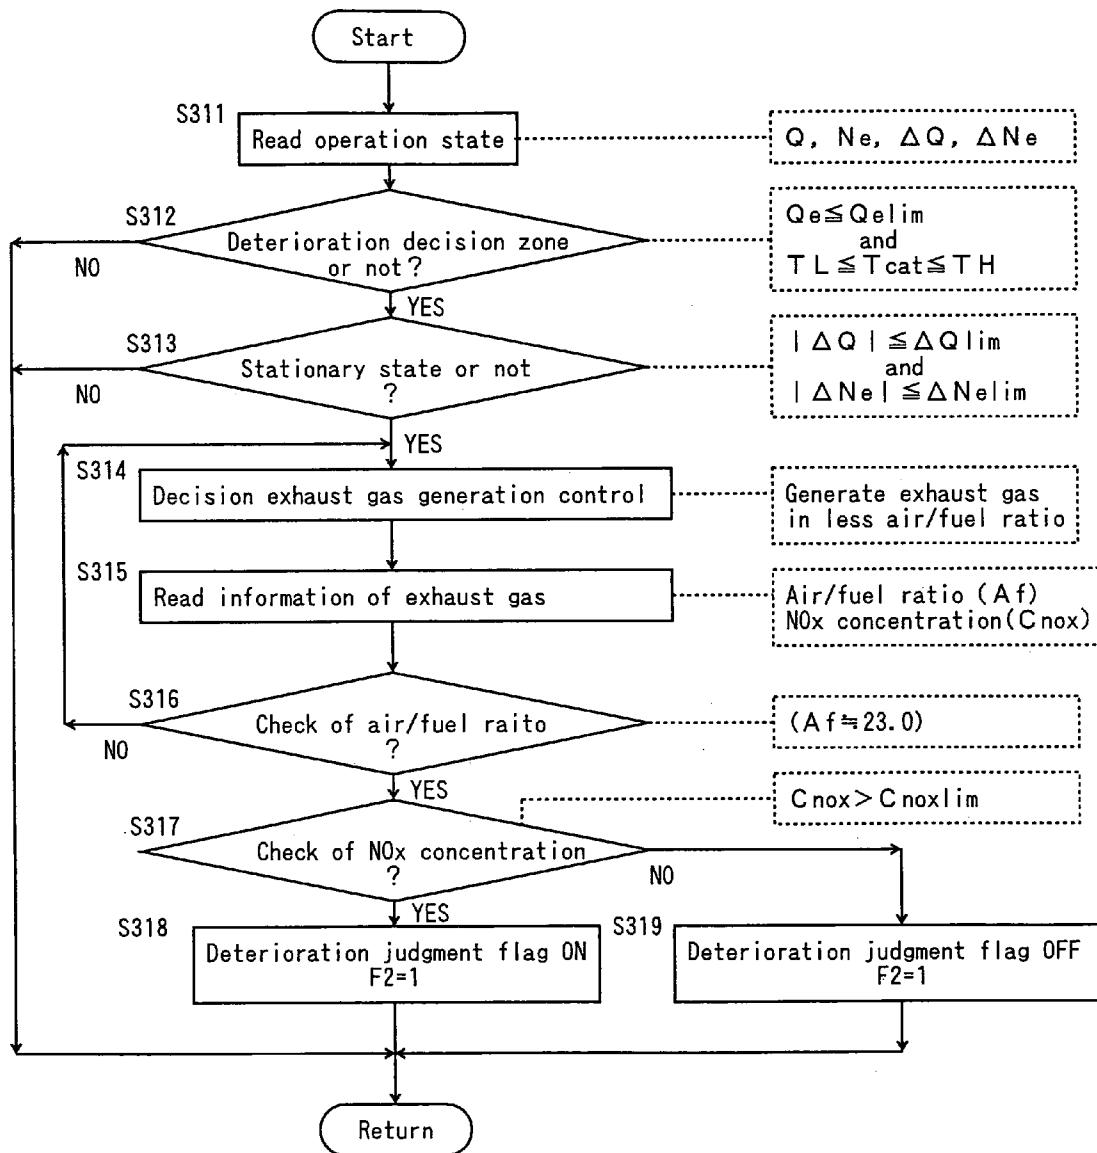 Start
S311
Read operation state
Q, Ne, ΔQ, ΔNe
S312
Deterioration decision zone
or not?
NO
YES
Qe≦Qelim
and
TL≦Tcat≦TH
S313
Stationary state or not
?
NO
YES
|ΔQ|≦ΔQlim
and
|ΔNe|≦ΔNelim
S314
Decision exhaust gas generation control
Generate exhaust gas
in less air/fuel ratio
S315
Read information of exhaust gas
Air/fuel ratio (Af)
NOx concentration(Cnox)
S316
Check of air/fuel raito
?
NO
YES
(Af≒23.0)
S317
Check of NOx concentration
?
NO
YES
Cnox>Cnoxlim
S318
Deterioration judgment flag ON
F2=1
S319
Deterioration judgment flag OFF
F2=1
Return